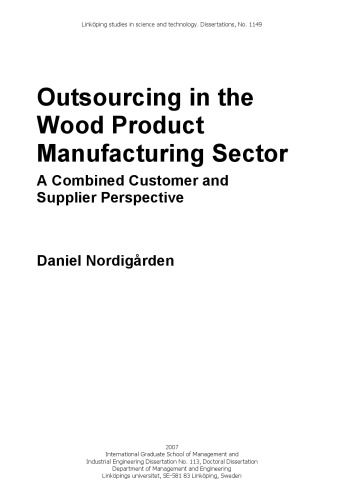 Linköping studies in science and technology. Dissertations, No. 1149
Outsourcing in the
Wood Product
Manufacturing Sector
A Combined Customer and
Supplier Perspective
Daniel Nordigården
2007
International Graduate School of Management and
Industrial Engineering Dissertation No. 113, Doctoral Dissertation
Department of Management and Engineering
Linköpings universitet, SE-581 83 Linköping, Sweden